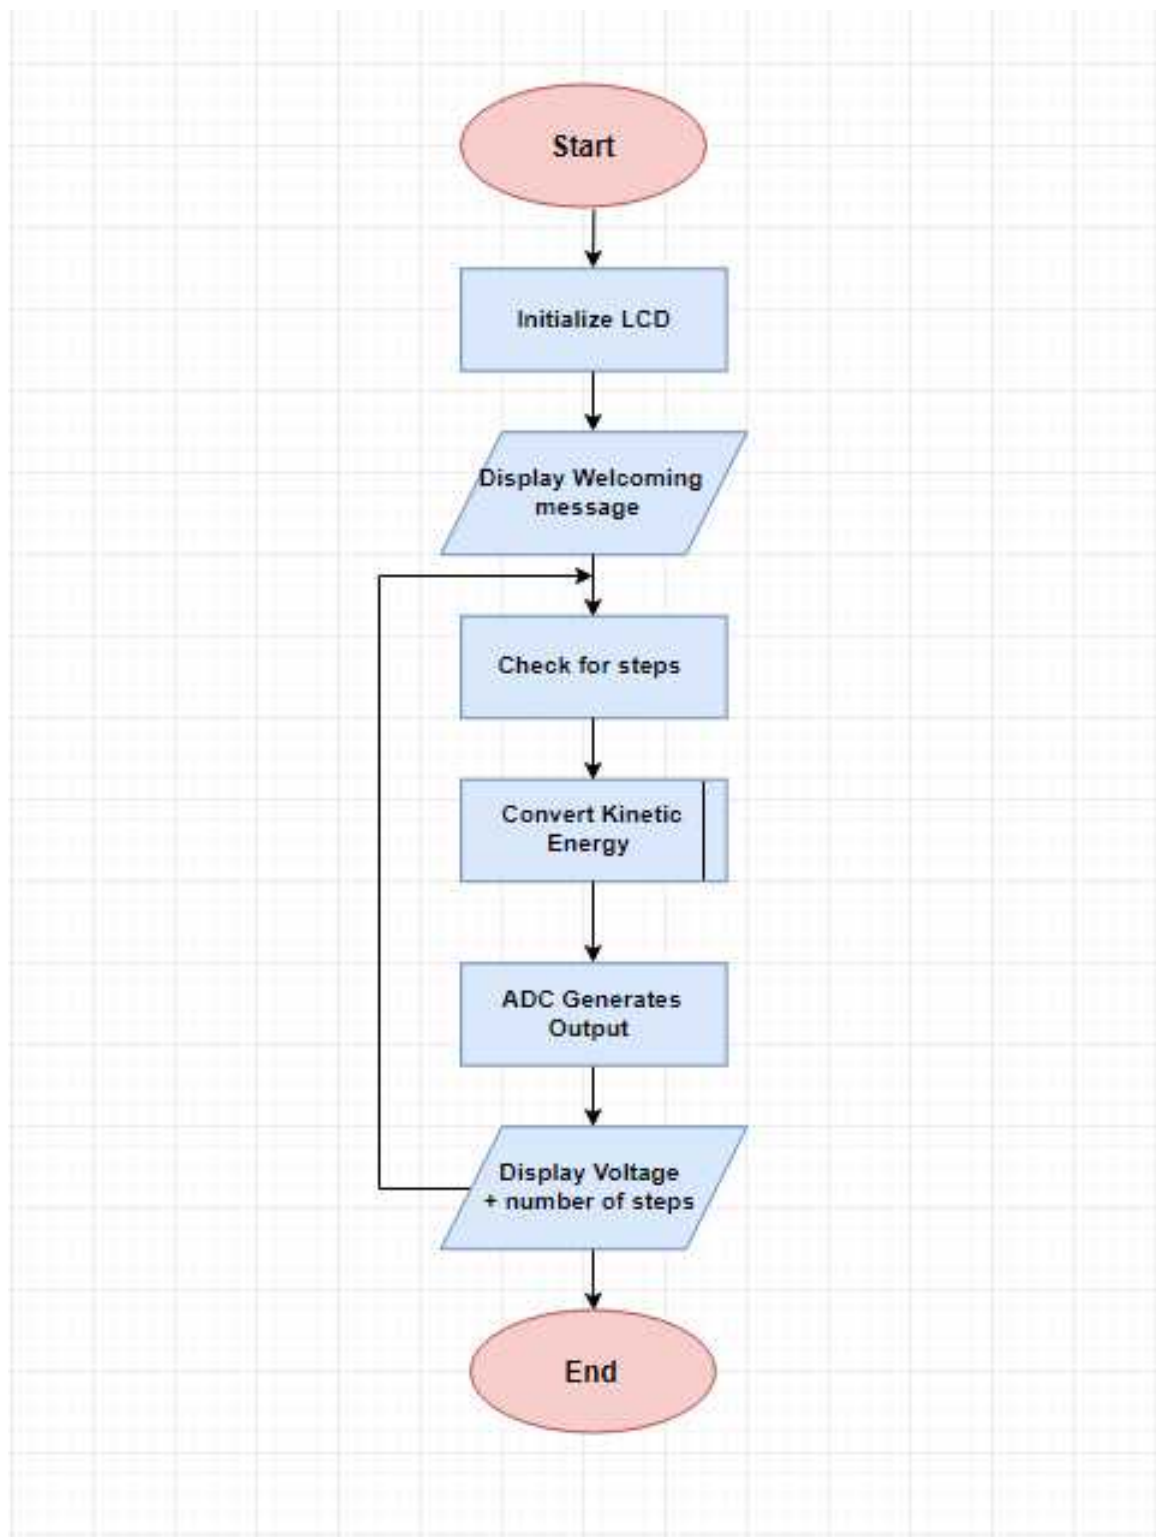 Start
Initialize LCD
Display Welcoming
message
Check for steps
Convert Kinetic
Energy
ADC Generates
Output
Display Voltage
+ number of steps
End